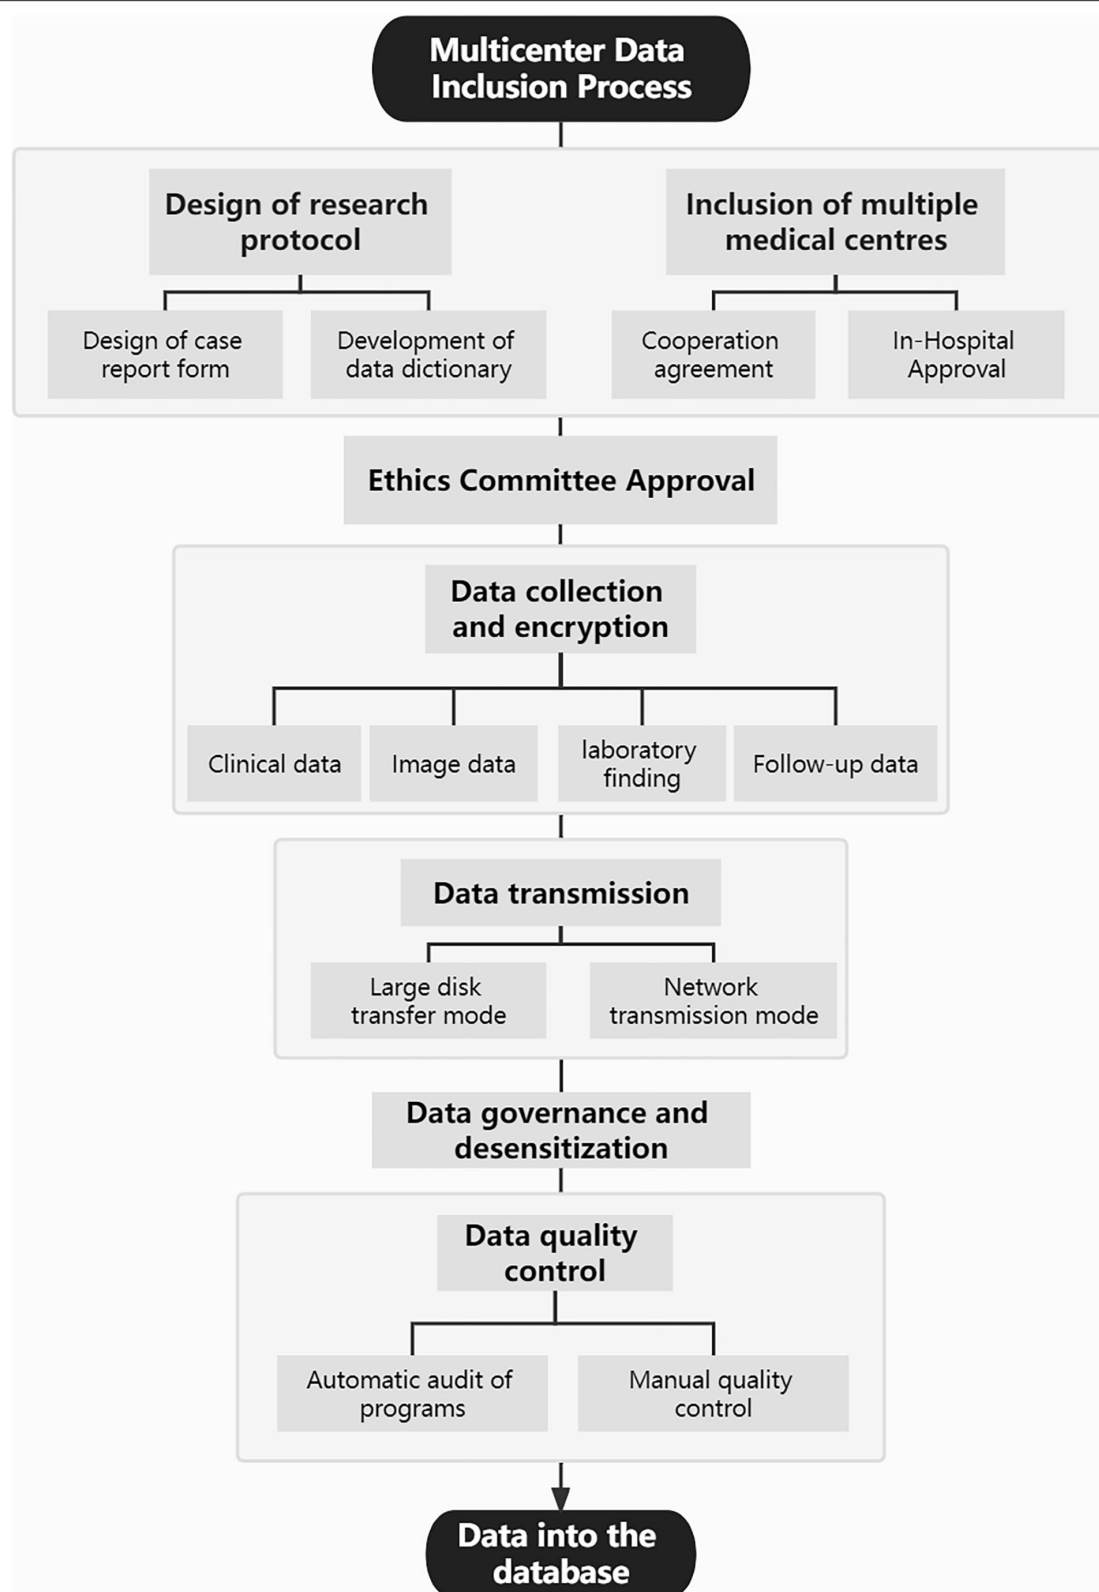 Multicenter Data
Inclusion Process
Design of research
protocol
Inclusion of multiple
medical centres
Design of case
report form
Development of
data dictionary
Cooperation
agreement
In-Hospital
Approval
Ethics Committee Approval
Data collection
and encryption
Clinical data
Image data
laboratory
finding
Follow-up data
Data transmission
Large disk
transfer mode
Network
transmission mode
Data governance and
desensitization
Data quality
control
Automatic audit of
programs
Manual quality
control
Data into the
database